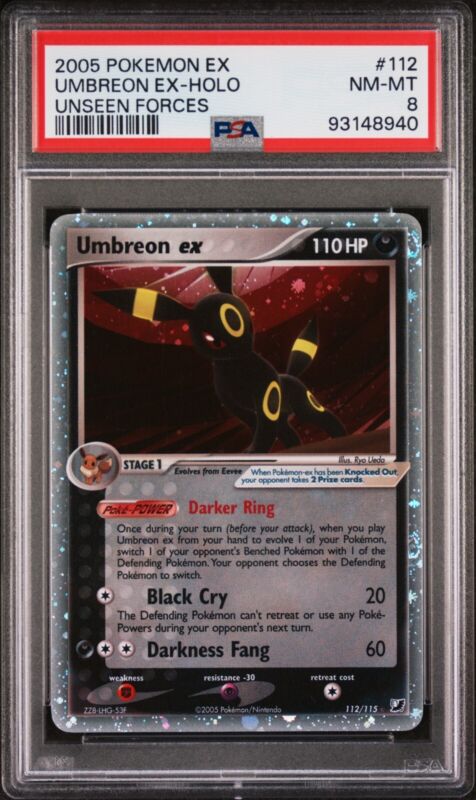 2005 POKEMON EX #112
UMBREON EX-HOLO NM-MT
UNSEEN FORCES 8
PSA 93148940
Umbreon ex 110 HP
Illus. Ryo Ueda
STAGE 1 Evolves from Eevee
When Pokémon-ex has been Knocked Out,
your opponent takes 2 Prize cards.
Poké-POWER Darker Ring
Once during your turn (before your attack), when you play
Umbreon ex from your hand to evolve 1 of your Pokémon,
switch 1 of your opponent's Benched Pokémon with 1 of the
Defending Pokémon. Your opponent chooses the Defending
Pokémon to switch.
Black Cry 20
The Defending Pokémon can't retreat or use any Poké-
Powers during your opponent's next turn.
Darkness Fang 60
weakness resistance -30 retreat cost
ZZB-LHG-53F ©2005 Pokémon/Nintendo 112/115
PSA